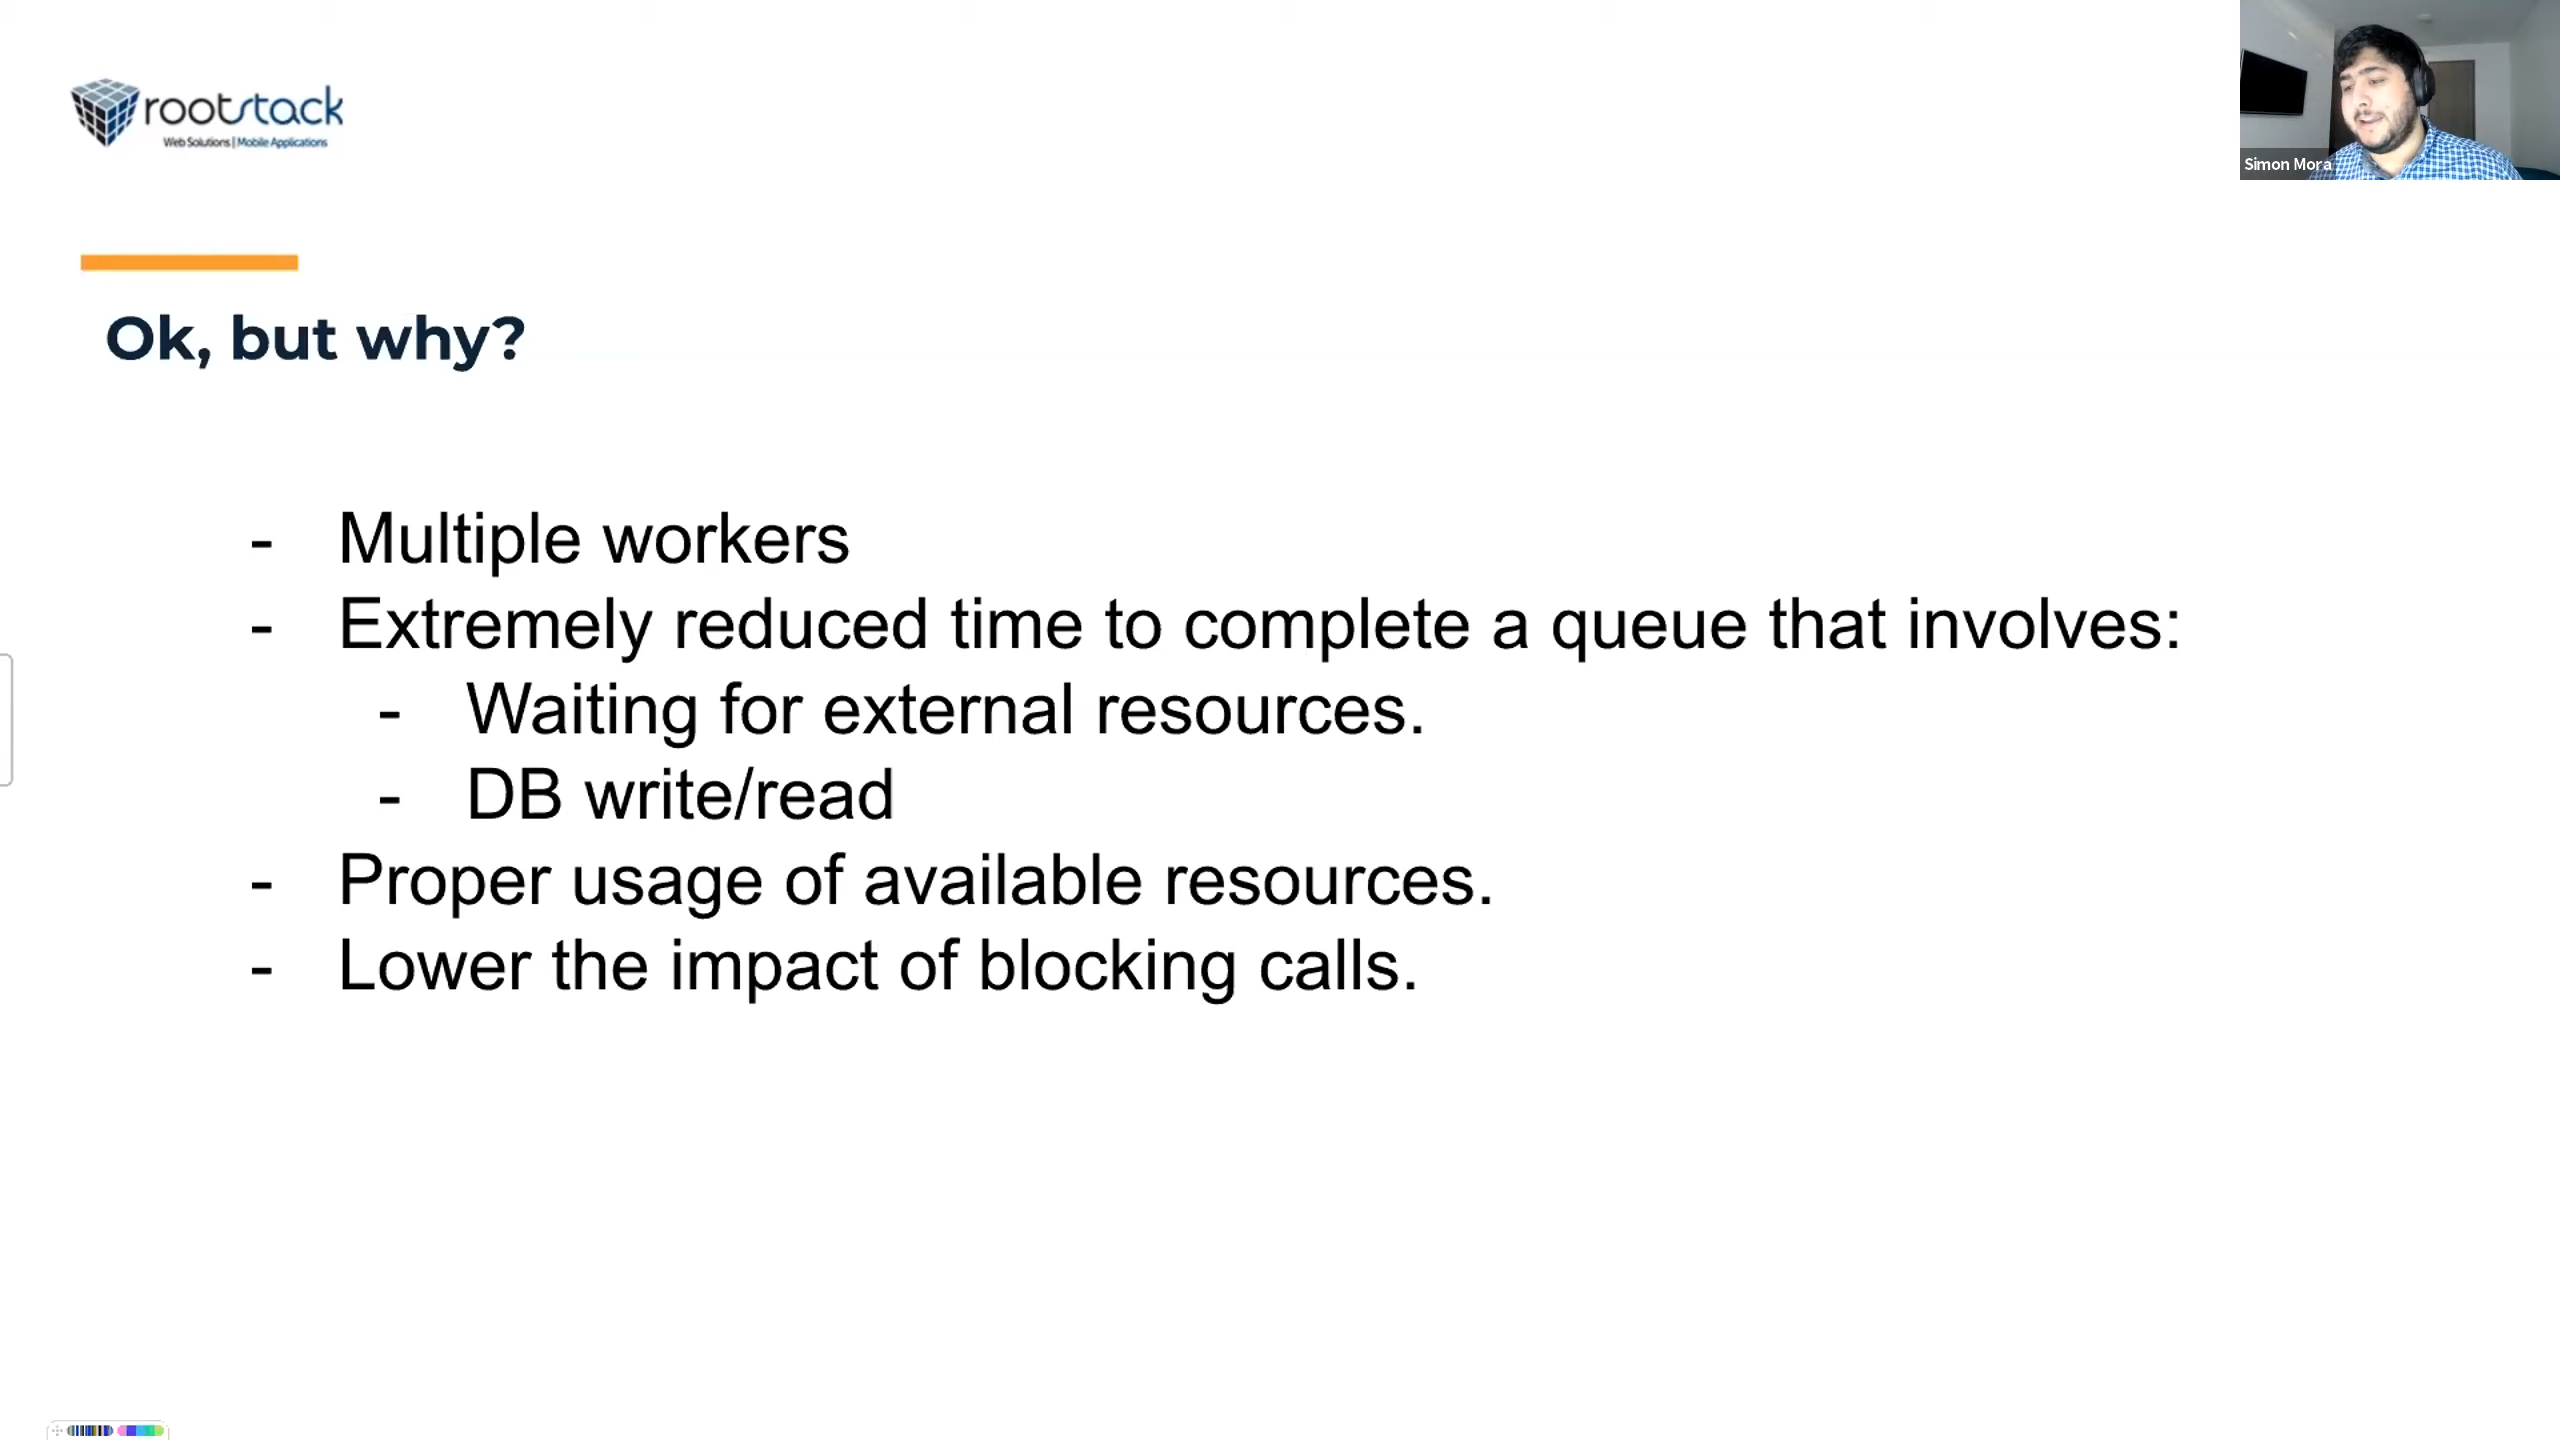 rootstack
Web Solutions | Mobile Applications
Simon Mora
Ok, but why?
- Multiple workers
- Extremely reduced time to complete a queue that involves:
- Waiting for external resources.
- DB write/read
- Proper usage of available resources.
- Lower the impact of blocking calls.